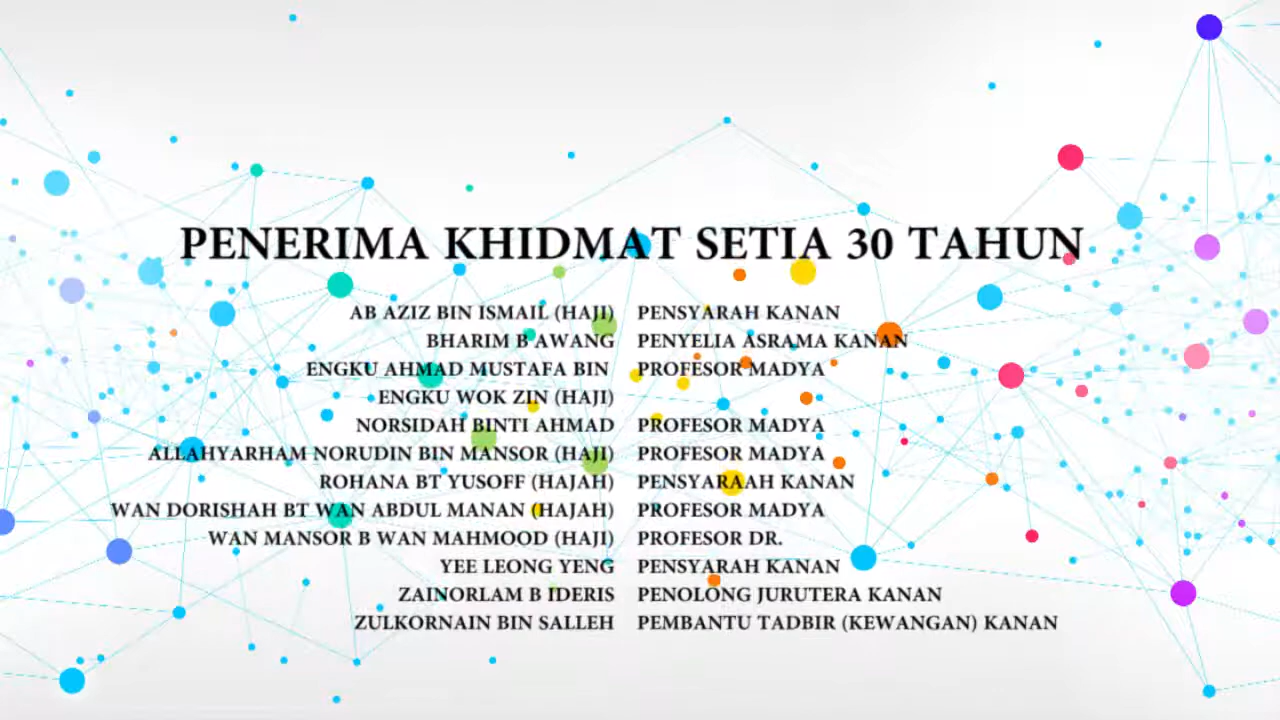 PENERIMA KHIDMAT SETIA 30 TAHUN
AB AZIZ BIN ISMAIL (HAJI) PENSYARAH KANAN
BHARIM B AWANG PENYELIA ASRAMA KANAN
ENGKU AHMAD MUSTAFA BIN PROFESOR MADYA
ENGKU WOK ZIN (HAJI)
NORSIDAH BINTI AHMAD PROFESOR MADYA
ALLAHYARHAM NORUDIN BIN MANSOR (HAJI) PROFESOR MADYA
ROHANA BT YUSOFF (HAJAH) PENSYARAAH KANAN
WAN DORISHAH BT WAN ABDUL MANAN (HAJAH) PROFESOR MADYA
WAN MANSOR B WAN MAHMOOD (HAJI) PROFESOR DR.
YEE LEONG YENG PENSYARAH KANAN
ZAINORLAM B IDERIS PENOLONG JURUTERA KANAN
ZULKORNAIN BIN SALLEH PEMBANTU TADBIR (KEWANGAN) KANAN